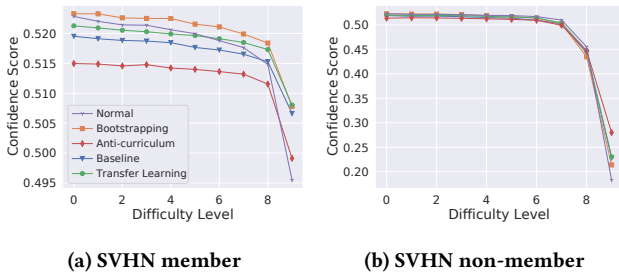 0.520
0.515
0.510
0.505
0.500
0.495
Confidence Score
Normal
Bootstrapping
Anti-curriculum
Baseline
Transfer Learning
0 2 4 6 8
Difficulty Level
(a) SVHN member
0.50
0.45
0.40
0.35
0.30
0.25
0.20
Confidence Score
0 2 4 6 8
Difficulty Level
(b) SVHN non-member